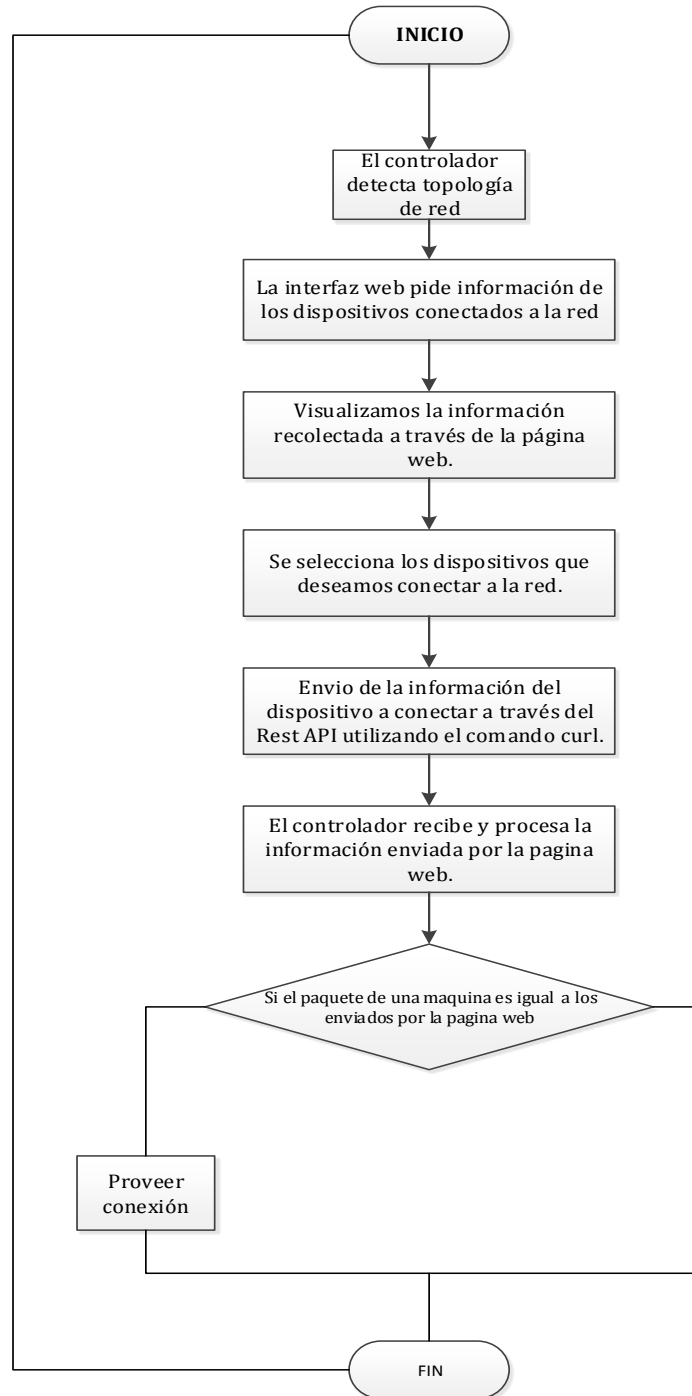 INICIO
El controlador
detecta topología
de red
La interfaz web pide información de
los dispositivos conectados a la red
Visualizamos la información
recolectada a través de la página
web.
Se selecciona los dispositivos que
deseamos conectar a la red.
Envio de la información del
dispositivo a conectar a través del
Rest API utilizando el comando curl.
El controlador recibe y procesa la
información enviada por la pagina
web.
Si el paquete de una maquina es igual a los
enviados por la pagina web
Proveer
conexión
FIN